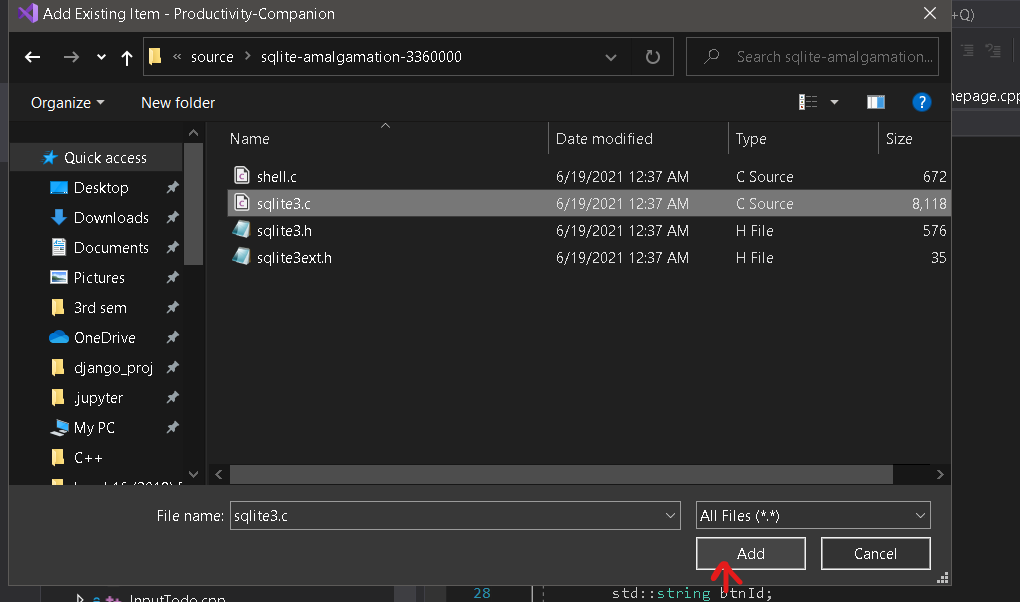 Add Existing Item - Productivity-Companion
+Q)
« source > sqlite-amalgamation-3360000
Search sqlite-amalgamation...
Organize
New folder
?
epage.cpp
Name Date modified Type Size
Quick access
Desktop
Downloads
Documents
Pictures
3rd sem
OneDrive
django_proj
.jupyter
My PC
C++
shell.c 6/19/2021 12:37 AM C Source 672
sqlite3.c 6/19/2021 12:37 AM C Source 8,118
sqlite3.h 6/19/2021 12:37 AM H File 576
sqlite3ext.h 6/19/2021 12:37 AM H File 35
File name: sqlite3.c
All Files (*.*)
Add
Cancel
InputTodo.cpp
28 std::string btnId;